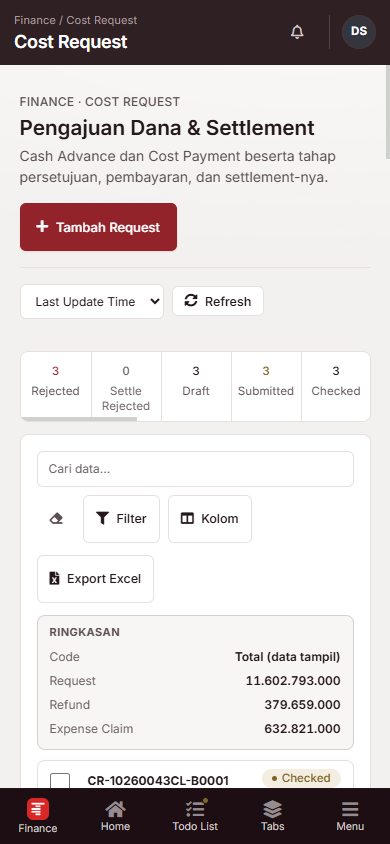 Finance / Cost Request
Cost Request
DS
FINANCE · COST REQUEST
Pengajuan Dana & Settlement
Cash Advance dan Cost Payment beserta tahap
persetujuan, pembayaran, dan settlement-nya.
Tambah Request
Last Update Time
Refresh
3
Rejected
0
Settle
Rejected
3
Draft
3
Submitted
3
Checked
Cari data...
Filter
Kolom
Export Excel
RINGKASAN
Code Total (data tampil)
Request 11.602.793.000
Refund 379.659.000
Expense Claim 632.821.000
CR-10260043CL-B0001
Checked
Finance
Home
Todo List
Tabs
Menu